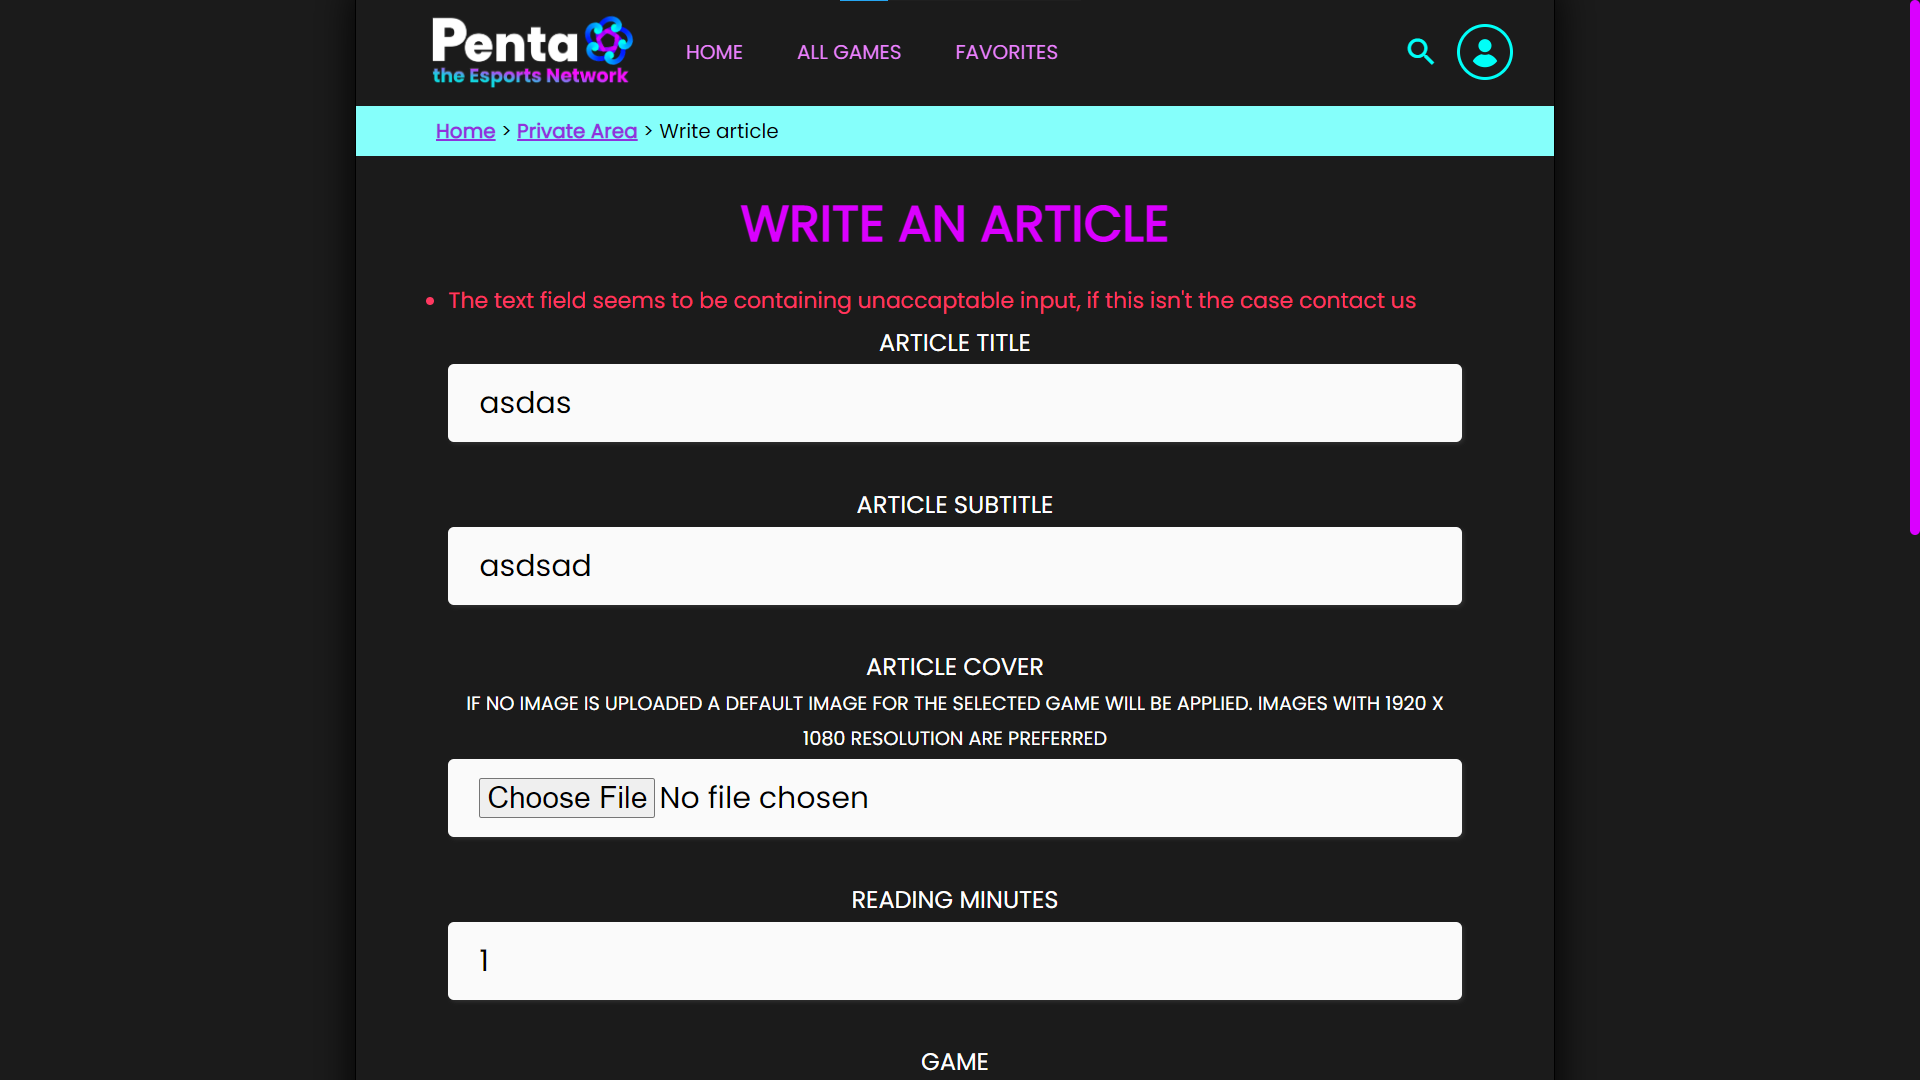 Penta
the Esports Network
HOME
ALL GAMES
FAVORITES
Home > Private Area > Write article
WRITE AN ARTICLE
• The text field seems to be containing unaccaptable input, if this isn't the case contact us
ARTICLE TITLE
asdas
ARTICLE SUBTITLE
asdsad
ARTICLE COVER
IF NO IMAGE IS UPLOADED A DEFAULT IMAGE FOR THE SELECTED GAME WILL BE APPLIED. IMAGES WITH 1920 X
1080 RESOLUTION ARE PREFERRED
Choose File No file chosen
READING MINUTES
1
GAME